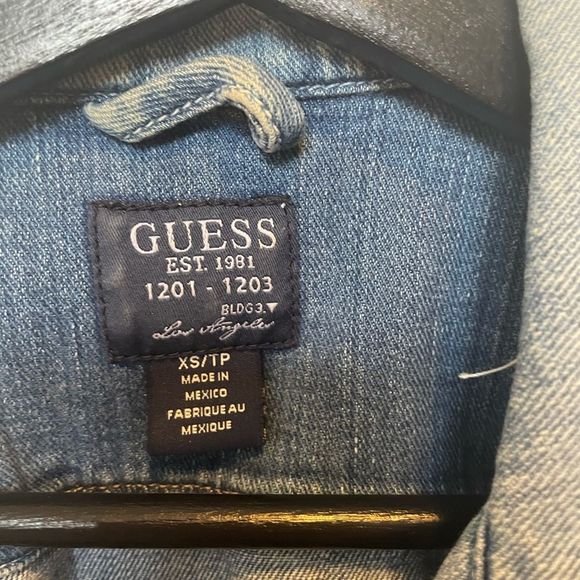 GUESS
EST. 1981
1201 - 1203
BLDG3.▼
Los Angeles
XS/TP
MADE IN
MEXICO
FABRIQUE AU
MEXIQUE